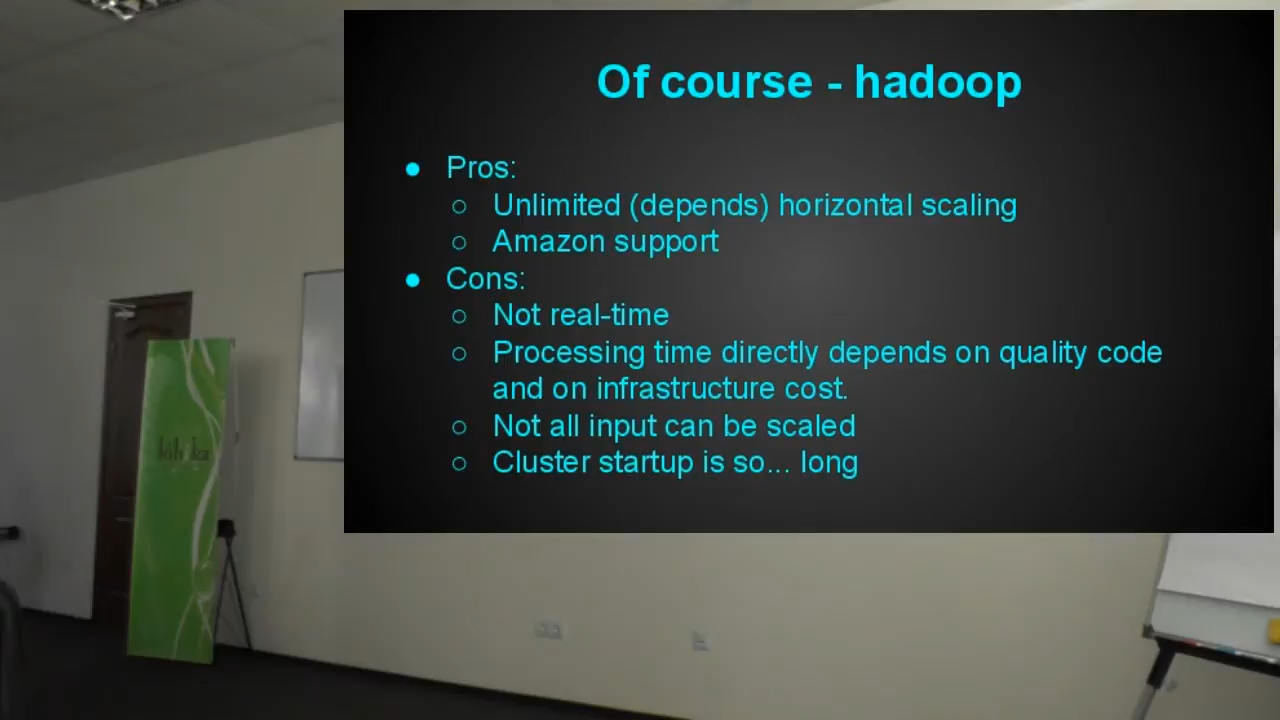 Of course - hadoop
● Pros:
○ Unlimited (depends) horizontal scaling
○ Amazon support
● Cons:
○ Not real-time
○ Processing time directly depends on quality code
and on infrastructure cost.
○ Not all input can be scaled
○ Cluster startup is so... long
lohika